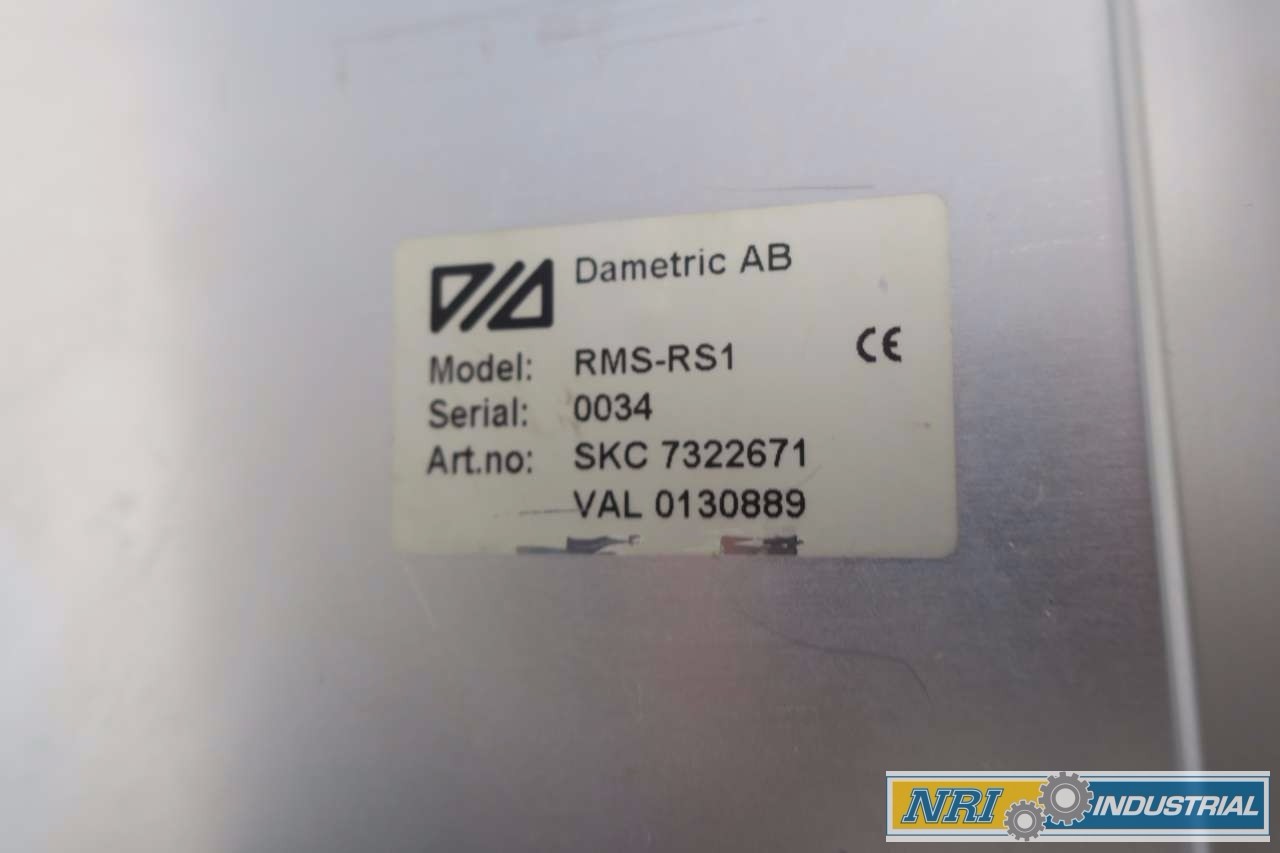 Dametric AB
Model: RMS-RS1
CE
Serial: 0034
Art.no: SKC 7322671
VAL 0130889
NRI INDUSTRIAL